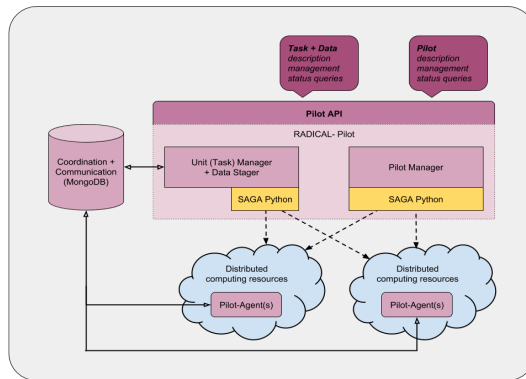 Task + Data
description
management
status queries
Pilot
description
management
status queries
Pilot API
RADICAL- Pilot
Coordination +
Communication
(MongoDB)
Unit (Task) Manager
+ Data Stager
Pilot Manager
SAGA Python
SAGA Python
Distributed
computing resources
Distributed
computing resources
Pilot-Agent(s)
Pilot-Agent(s)